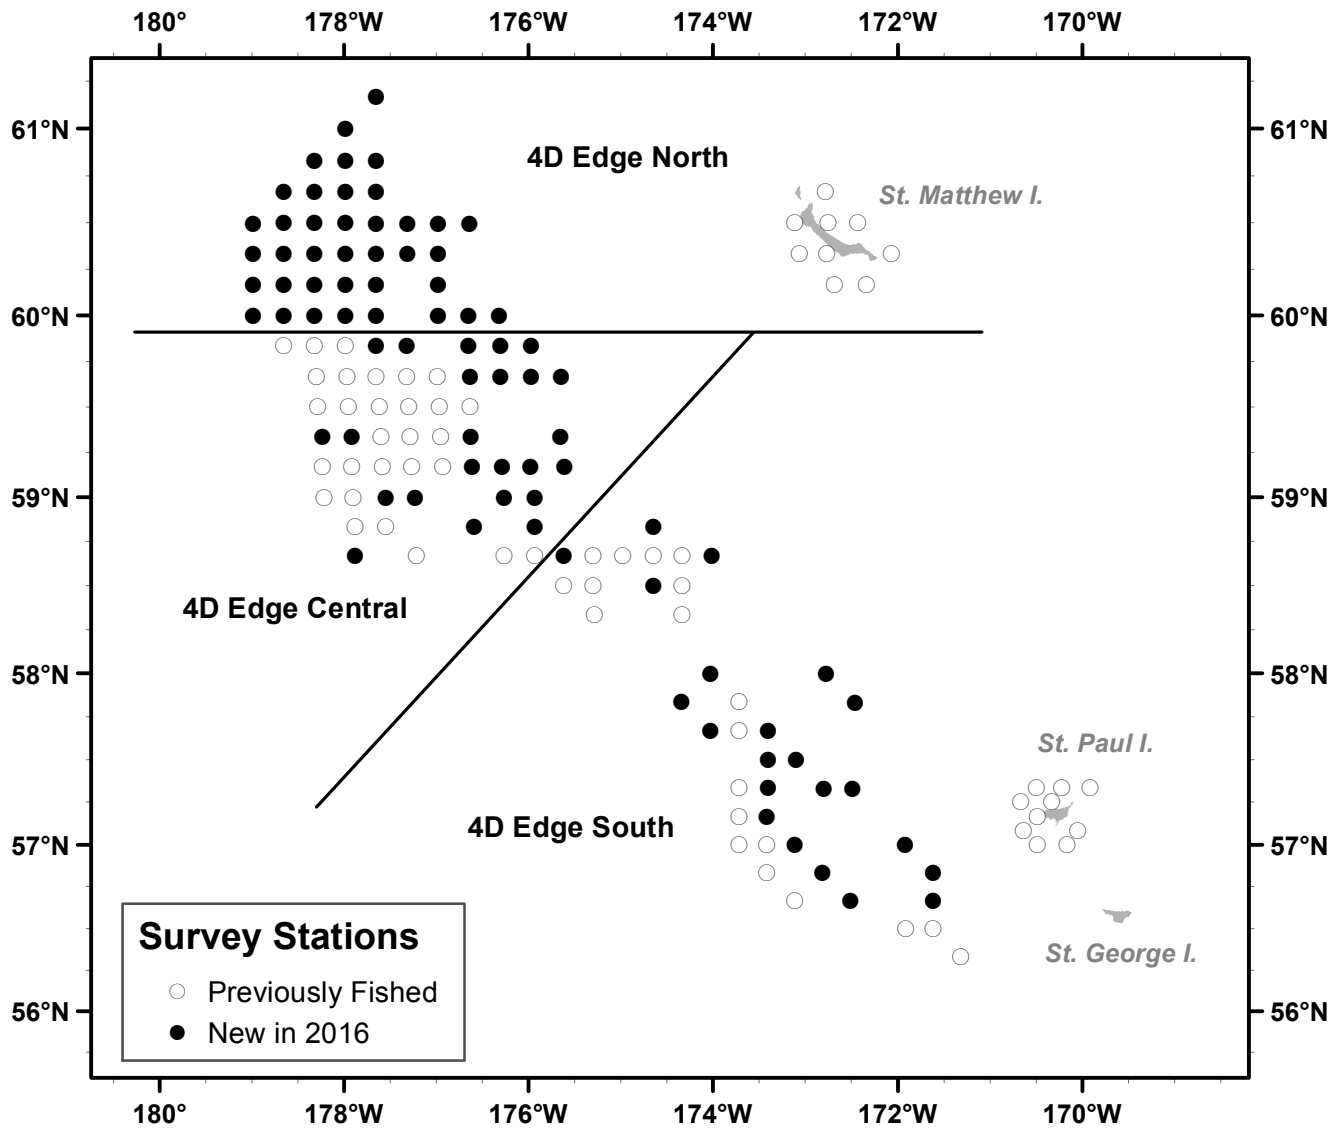 180° 178°W 176°W 174°W 172°W 170°W
61°N 61°N
4D Edge North
St. Matthew I.
60°N 60°N
59°N 59°N
4D Edge Central
58°N 58°N
St. Paul I.
4D Edge South
57°N 57°N
Survey Stations
St. George I.
Previously Fished
56°N 56°N
New in 2016
180° 178°W 176°W 174°W 172°W 170°W